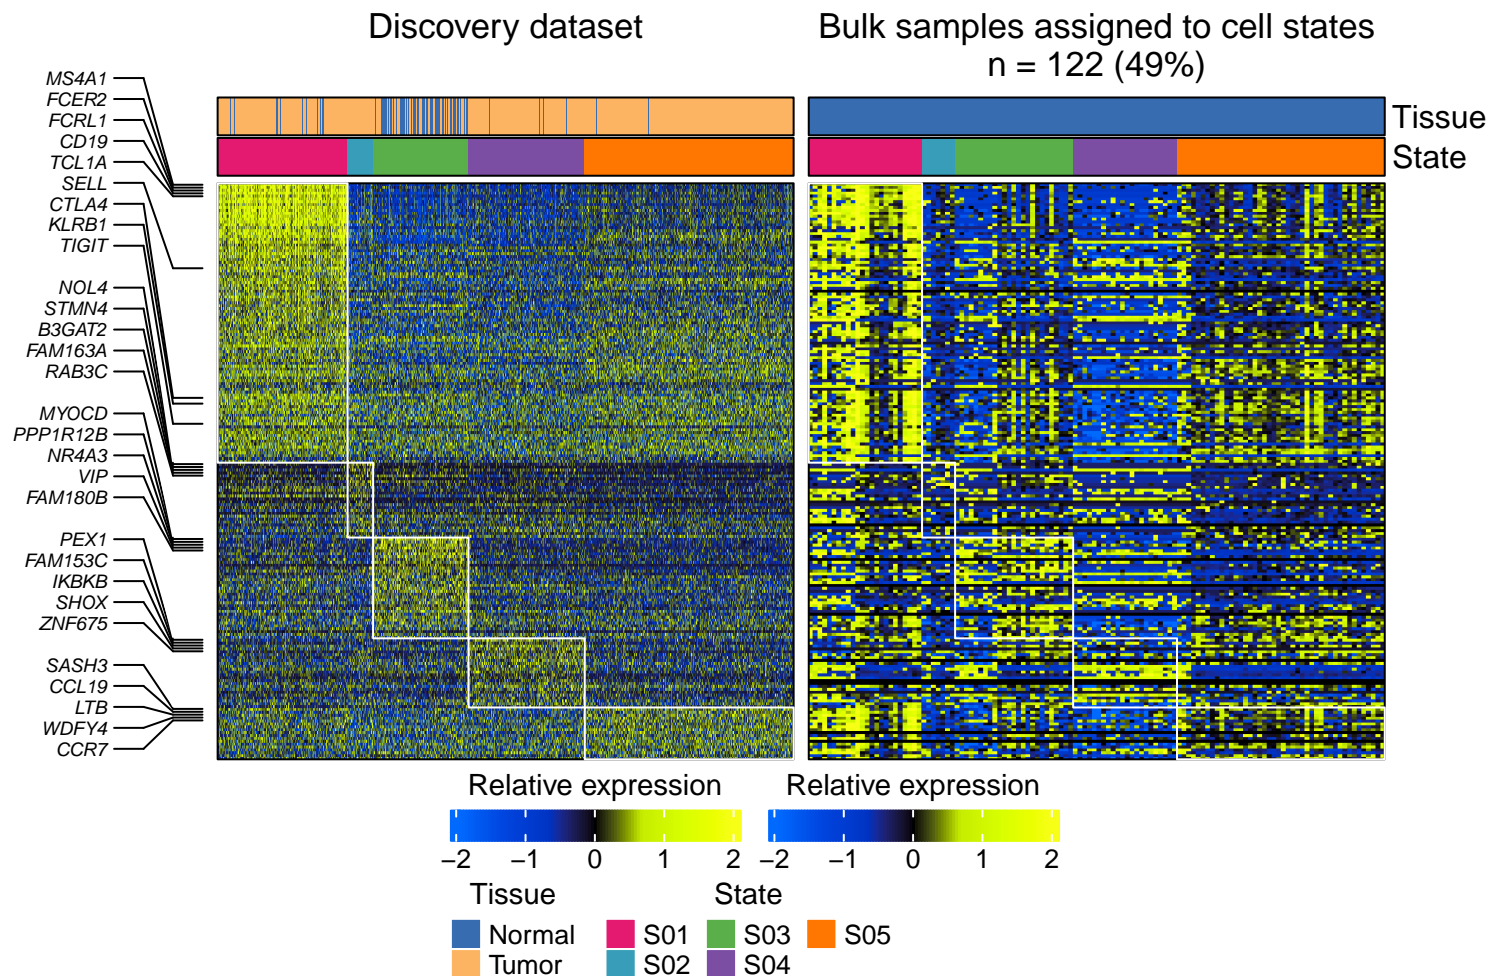 Discovery dataset
Bulk samples assigned to cell states
n = 122 (49%)
Tissue
State
MS4A1
FCER2
FCRL1
CD19
TCL1A
SELL
CTLA4
KLRB1
TIGIT
NOL4
STMN4
B3GAT2
FAM163A
RAB3C
MYOCD
PPP1R12B
NR4A3
VIP
FAM180B
PEX1
FAM153C
IKBKB
SHOX
ZNF675
SASH3
CCL19
LTB
WDFY4
CCR7
Relative expression Relative expression
−2 −1 0 1 2 −2 −1 0 1 2
Tissue State
Normal S01 S03 S05
Tumor S02 S04